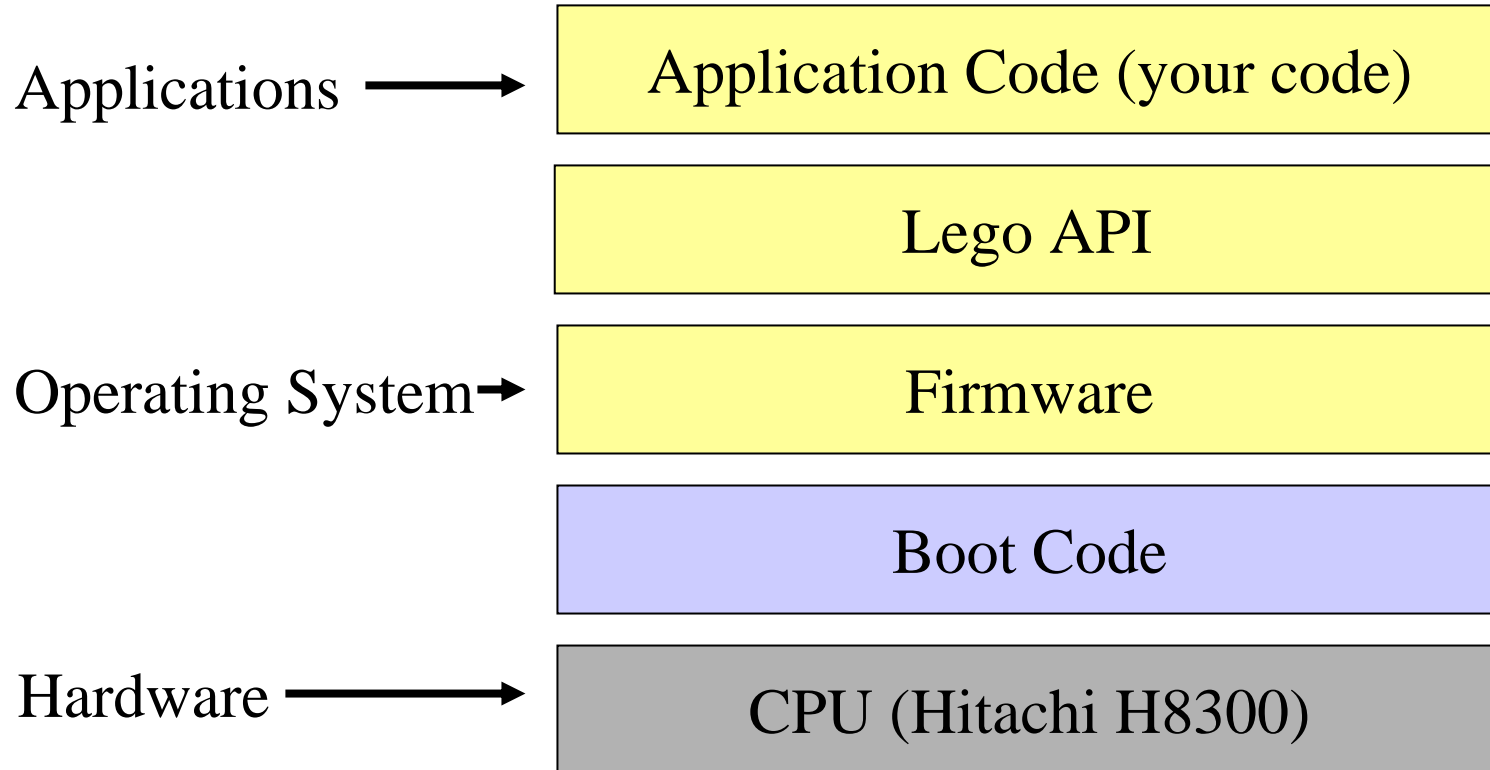 Applications
Application Code (your code)
Lego API
Operating System
Firmware
Boot Code
Hardware
CPU (Hitachi H8300)